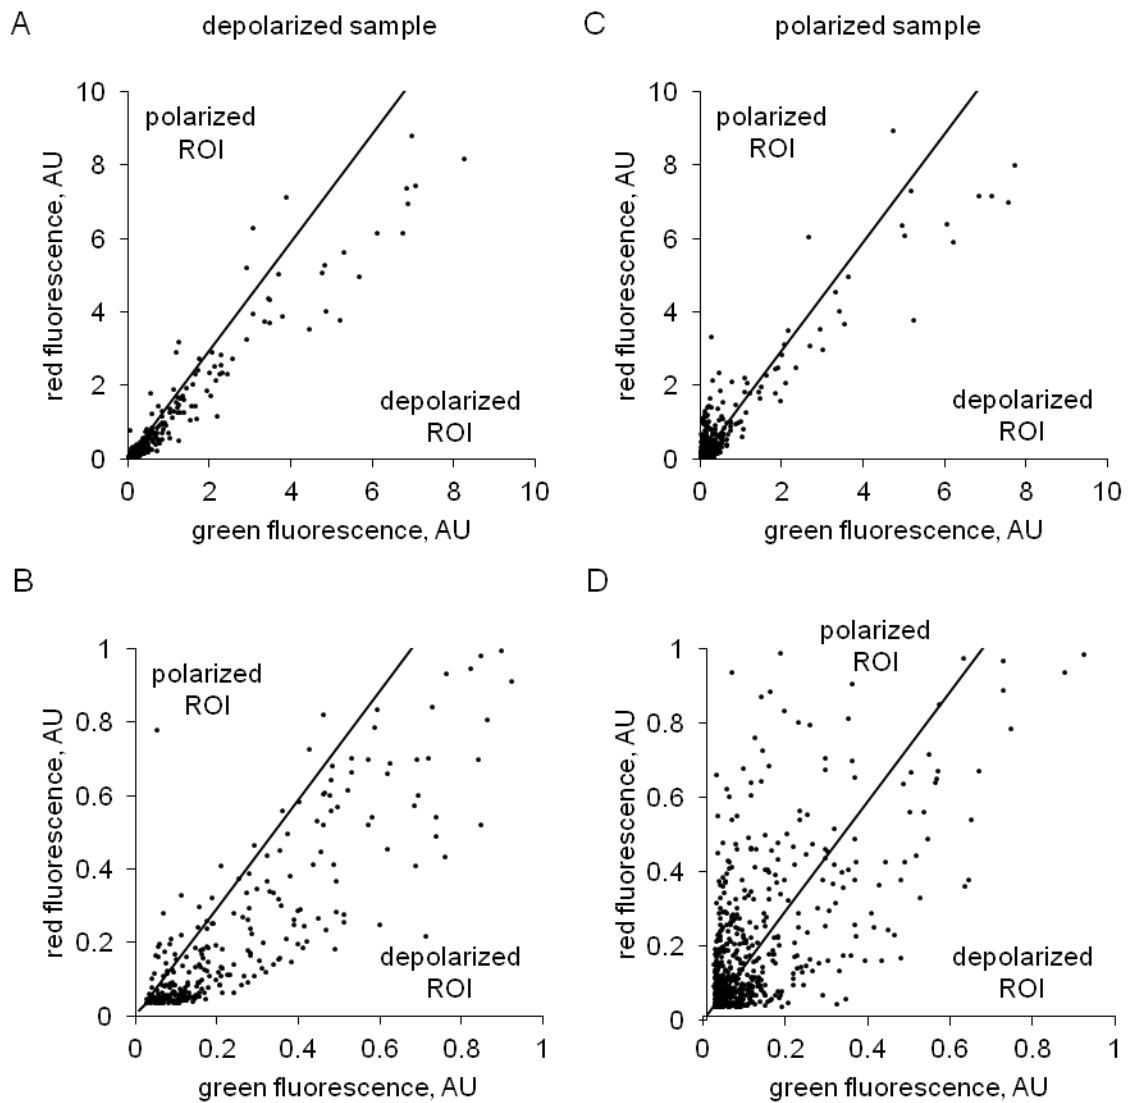 A
depolarized sample
10
8
6
4
2
0
red fluorescence, AU
polarized
ROI
depolarized
ROI
0 2 4 6 8 10
green fluorescence, AU
C
polarized sample
10
8
6
4
2
0
red fluorescence, AU
polarized
ROI
depolarized
ROI
0 2 4 6 8 10
green fluorescence, AU
B
1
0.8
0.6
0.4
0.2
0
red fluorescence, AU
polarized
ROI
depolarized
ROI
0 0.2 0.4 0.6 0.8 1
green fluorescence, AU
D
1
0.8
0.6
0.4
0.2
0
red fluorescence, AU
polarized
ROI
depolarized
ROI
0 0.2 0.4 0.6 0.8 1
green fluorescence, AU